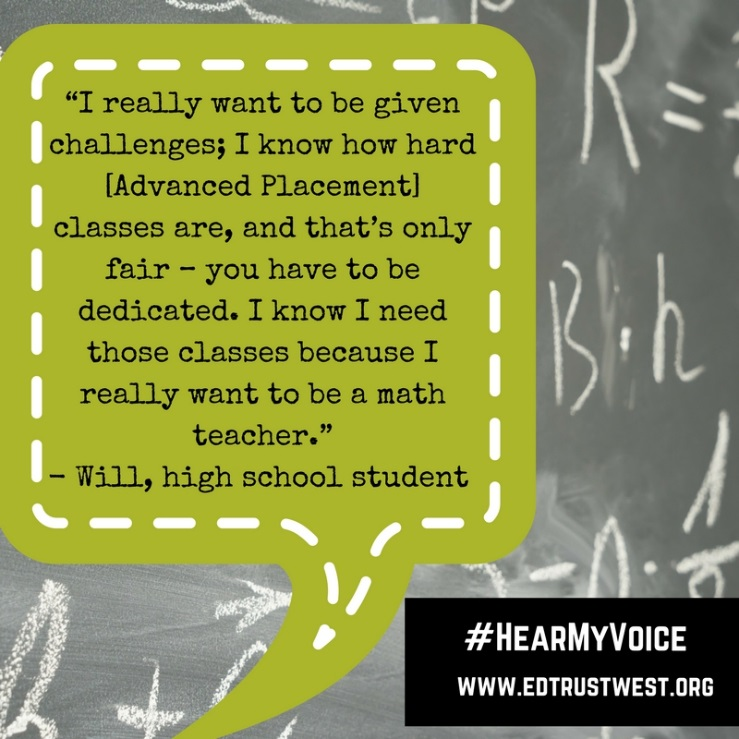 “I really want to be given
challenges; I know how hard
[Advanced Placement]
classes are, and that’s only
fair – you have to be
dedicated. I know I need
those classes because I
really want to be a math
teacher.”
– Will, high school student
R =
B · h
#HearMyVoice
www.edtrustwest.org